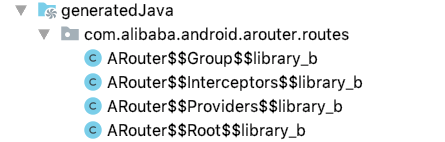 generatedJava
com.alibaba.android.arouter.routes
ARouter$$Group$$library_b
ARouter$$Interceptors$$library_b
ARouter$$Providers$$library_b
ARouter$$Root$$library_b